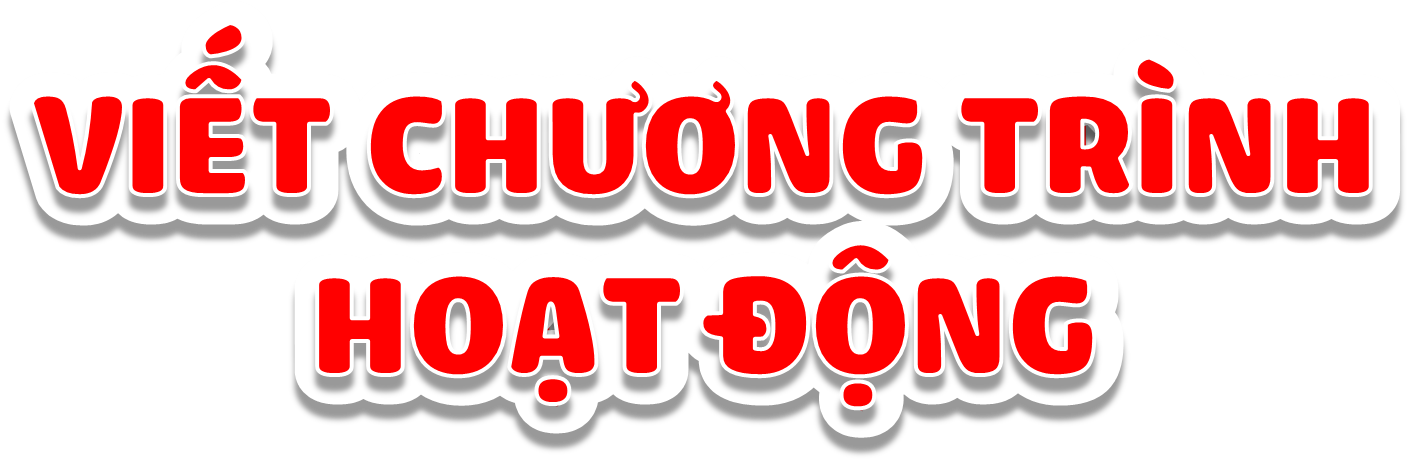 VIẾT CHƯƠNG TRÌNH
HOẠT ĐỘNG